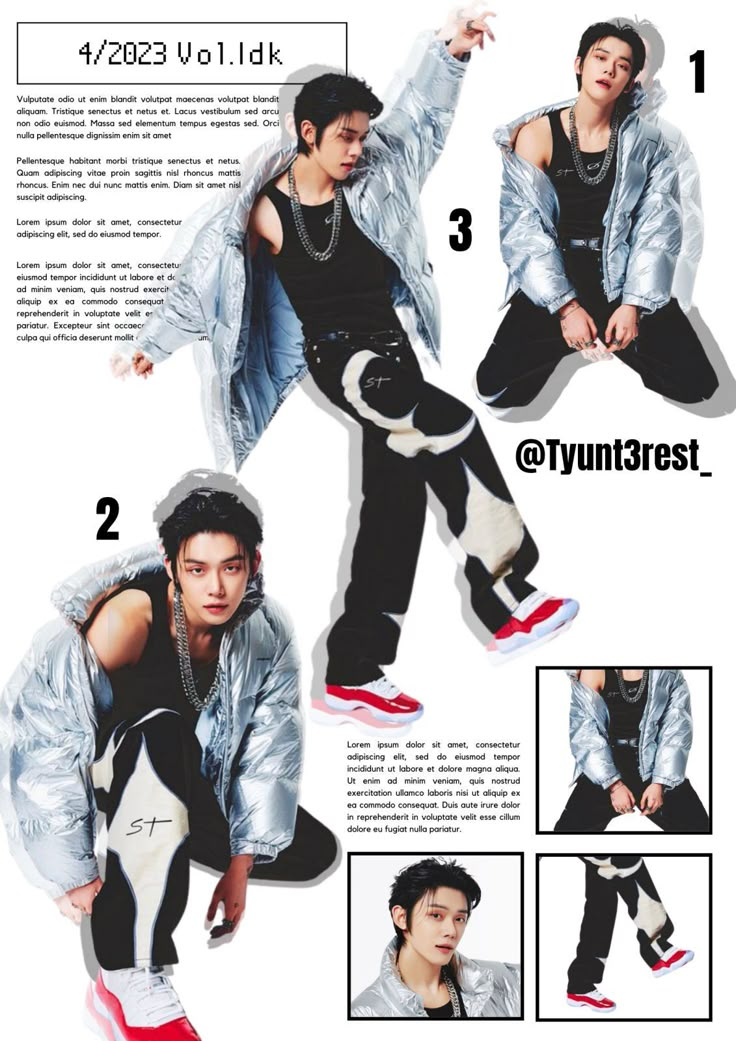 4/2023 Vol.Idk
Vulputate odio ut enim blandit volutpat maecenas volutpat blandit
aliquam. Tristique senectus et netus et. Lacus vestibulum sed arcu
non odio euismod. Massa sed elementum tempus egestas sed. Orci
nulla pellentesque dignissim enim sit amet
Pellentesque habitant morbi tristique senectus et netus.
Quam adipiscing vitae proin sagittis nisl rhoncus mattis
rhoncus. Enim nec dui nunc mattis enim. Diam sit amet nisl
suscipit adipiscing.
Lorem ipsum dolor sit amet, consectetur
adipiscing elit, sed do eiusmod tempor.
Lorem ipsum dolor sit amet, consectetu
eiusmod tempor incididunt ut labore et do
ad minim veniam, quis nostrud exercit
aliquip ex ea commodo consequat
reprehenderit in voluptate velit es
pariatur. Excepteur sint occaec
culpa qui officia deserunt mollit um
1
ST
3
ST
@Tyunt3rest_
2
ST
Lorem ipsum dolor sit amet, consectetur
adipiscing elit, sed do eiusmod tempor
incididunt ut labore et dolore magna aliqua.
Ut enim ad minim veniam, quis nostrud
exercitation ullamco laboris nisi ut aliquip ex
ea commodo consequat. Duis aute irure dolor
in reprehenderit in voluptate velit esse cillum
dolore eu fugiat nulla pariatur.
ST